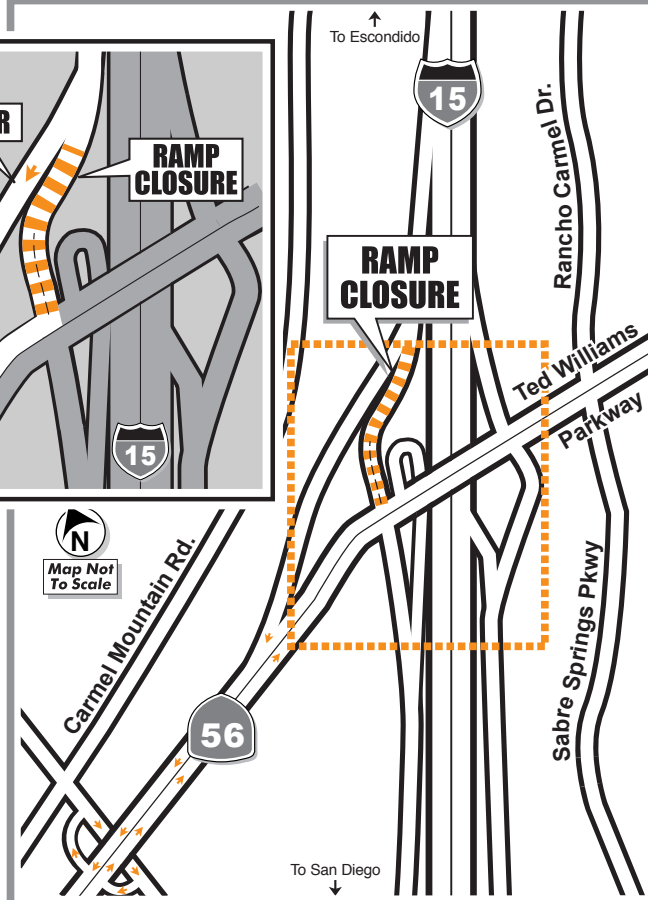 To Escondido
15
Rancho Carmel Dr.
R
RAMP
CLOSURE
RAMP
CLOSURE
Ted Williams
Parkway
15
N
Map Not
To Scale
Carmel Mountain Rd.
Sabre Springs Pkwy
56
To San Diego